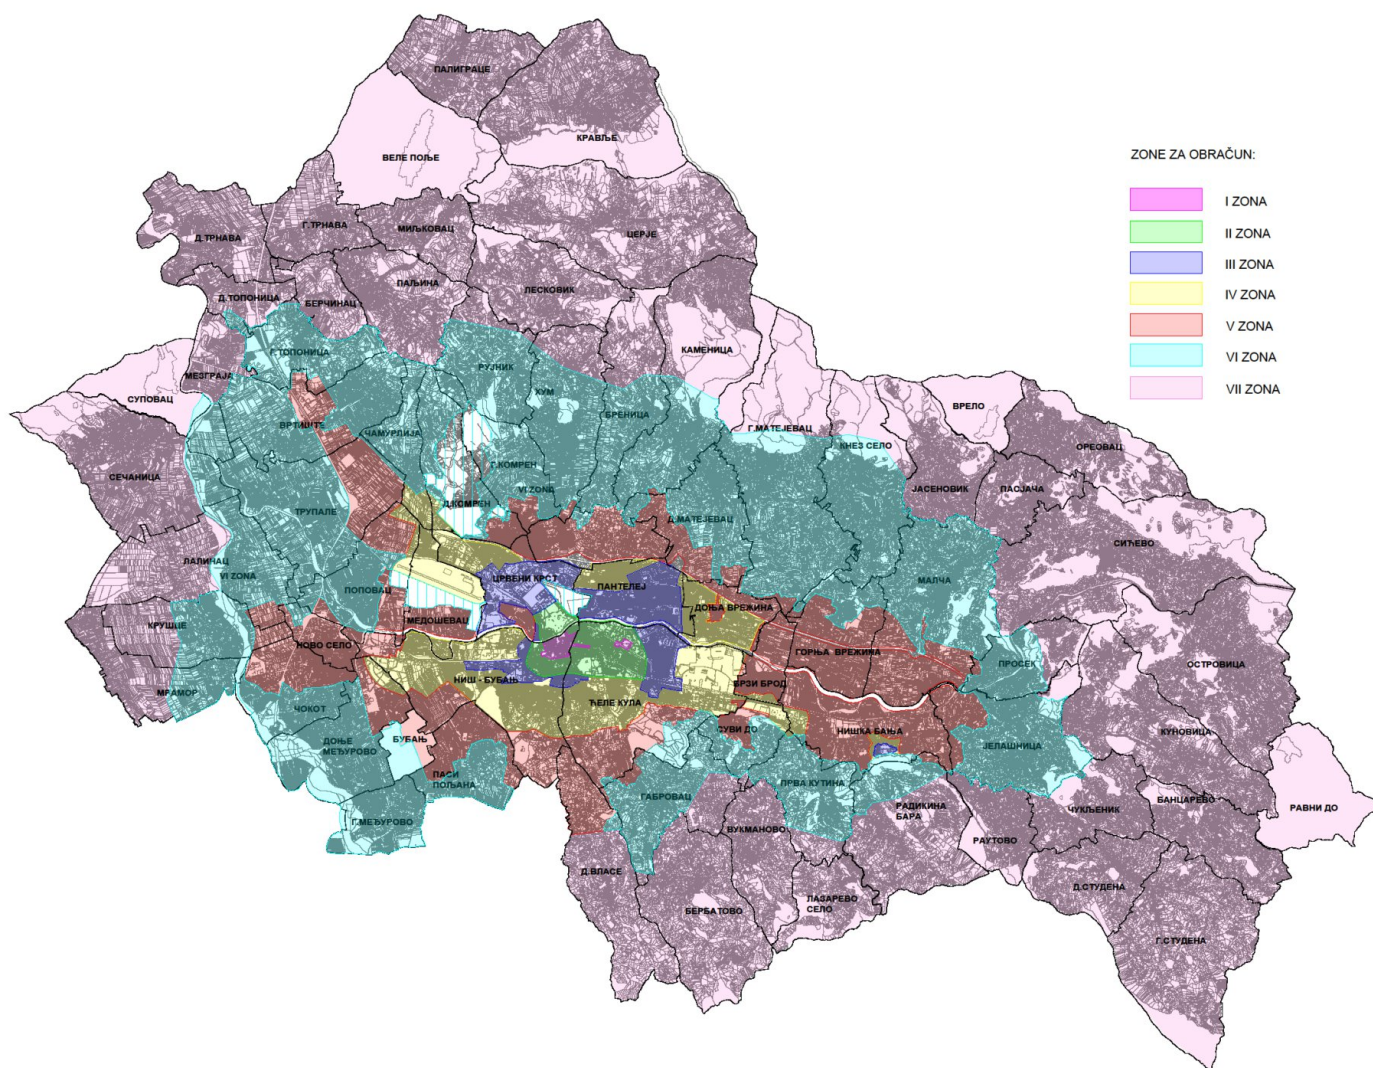 ПАЛИГРАЦЕ
КРАВЉЕ
ВЕЛЕ ПОЉЕ
ZONE ZA OBRAČUN:
I ZONA
II ZONA
III ZONA
IV ZONA
V ZONA
VI ZONA
VII ZONA
Г.ТРНАВА
МИЉКОВАЦ
Д.ТРНАВА
ЦЕРЈЕ
ПАЉИНА
ЛЕСКОВИК
Д.ТОПОНИЦА
БЕРЧИНАЦ
КАМЕНИЦА
Г.ТОПОНИЦА
РУЈНИК
МЕЗГРАЈА
ХУМ
СУПОВАЦ
БРЕНИЦА
ВРЕЛО
ВРТИШТЕ
ЧАМУРЛИЈА
Г.МАТЕЈЕВАЦ
КНЕЗ СЕЛО
ОРЕОВАЦ
Г.КОМРЕН
СЕЧАНИЦА
VI ZONA
ЈАСЕНОВИК
ПАСЈАЧА
Д.КОМРЕН
ТРУПАЛЕ
Д.МАТЕЈЕВАЦ
СИЋЕВО
ЛАЛИНАЦ
VI ZONA
ЦРВЕНИ КРСТ
ПАНТЕЛЕЈ
МАЛЧА
ПОПОВАЦ
ДОЊА ВРЕЖИНА
МЕДОШЕВАЦ
КРУШЦЕ
НОВО СЕЛО
ГОРЊА ВРЕЖИНА
ПРОСЕК
ОСТРОВИЦА
НИШ - БУБАЊ
БРЗИ БРОД
МРАМОР
ЧОКОТ
ЋЕЛЕ КУЛА
СУВИ ДО
НИШКА БАЊА
КУНОВИЦА
ДОЊЕ
МЕЂУРОВО
БУБАЊ
ЈЕЛАШНИЦА
ПАСИ
ПОЉАНА
ПРВА КУТИНА
ГАБРОВАЦ
РАДИКИНА
БАРА
ЧУКЉЕНИК
БАНЦАРЕВО
РАВНИ ДО
Г.МЕЂУРОВО
ВУКМАНОВО
РАУТОВО
Д.ВЛАСЕ
Д.СТУДЕНА
ЛАЗАРЕВО
СЕЛО
БЕРБАТОВО
Г.СТУДЕНА